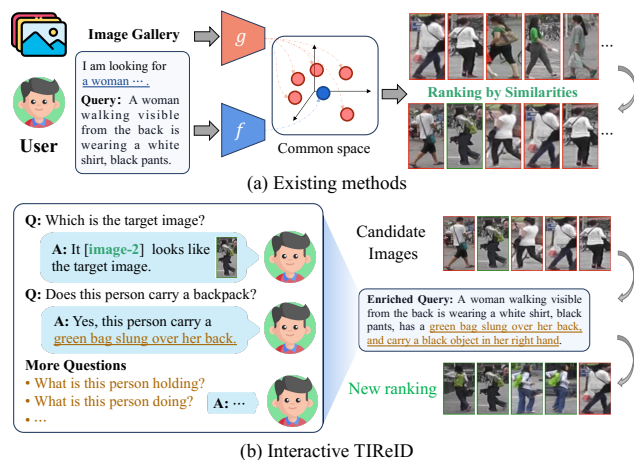 Image Gallery
g
I am looking for
a woman ··· .
Query: A woman
walking visible
from the back is
wearing a white
shirt, black pants.
User
f
Common space
...
Ranking by Similarities
...
(a) Existing methods
Q: Which is the target image?
A: It [image-2] looks like
the target image.
Q: Does this person carry a backpack?
A: Yes, this person carry a
green bag slung over her back.
More Questions
• What is this person holding?
• What is this person doing?
A: ···
• ···
Candidate
Images
Enriched Query: A woman walking visible
from the back is wearing a white shirt, black
pants, has a green bag slung over her back,
and carry a black object in her right hand.
New ranking
(b) Interactive TIReID